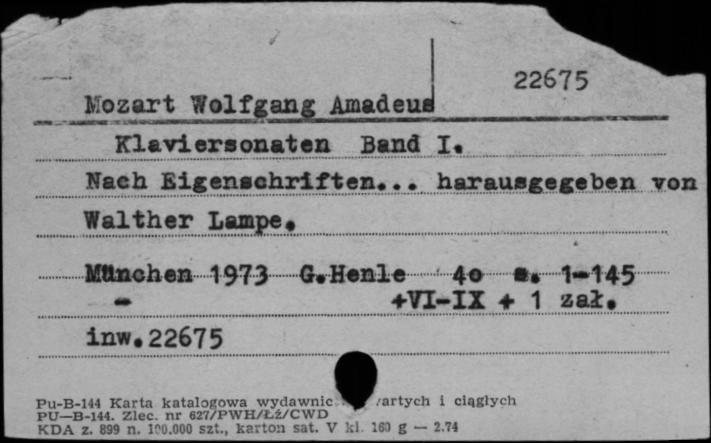 22675
Mozart Wolfgang Amadeus
Klaviersonaten Band I.
Nach Eigenschriften... harausgegeben von
Walther Lampe.
München 1973 G.Henle 4o s. 1-145
- +VI-IX + 1 zał.
inw.22675
Pu-B-144 Karta katalogowa wydawnic i ciągłych
PU—B-144. Zlec. nr 627/PWH/Łź/CWD
KDA z. 899 n. 100.000 szt., karton sat. V kl. 160 g — 2.74